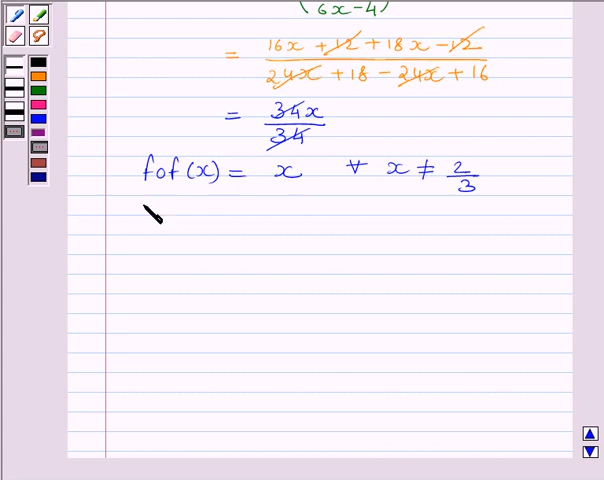 (6x-4)
= 16x + 12 + 18x - 12 / 24x + 18 - 24x + 16
= 34x / 34
fof(x) = x ∀ x ≠ 2/3